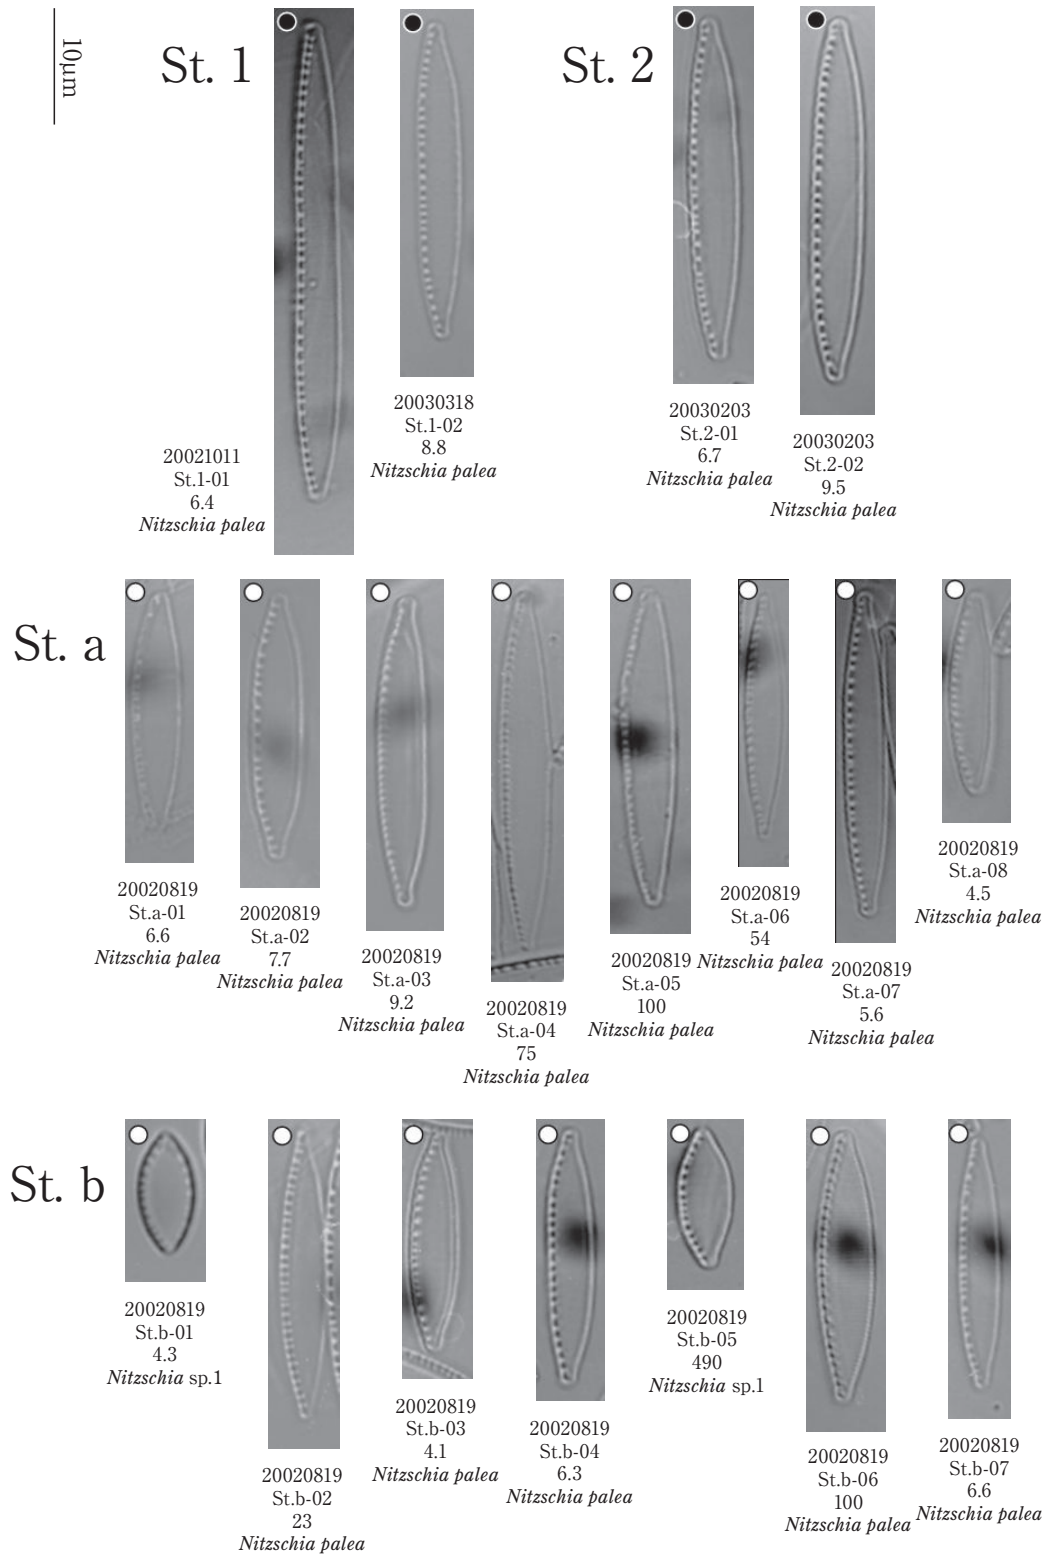 10μm
St. 1
St. 2
20021011
St.1-01
6.4
Nitzschia palea
20030318
St.1-02
8.8
Nitzschia palea
20030203
St.2-01
6.7
Nitzschia palea
20030203
St.2-02
9.5
Nitzschia palea
St. a
20020819
St.a-01
6.6
Nitzschia palea
20020819
St.a-02
7.7
Nitzschia palea
20020819
St.a-03
9.2
Nitzschia palea
20020819
St.a-04
75
Nitzschia palea
20020819
St.a-05
100
Nitzschia palea
20020819
St.a-06
54
Nitzschia palea
20020819
St.a-07
5.6
Nitzschia palea
20020819
St.a-08
4.5
Nitzschia palea
St. b
20020819
St.b-01
4.3
Nitzschia sp.1
20020819
St.b-02
23
Nitzschia palea
20020819
St.b-03
4.1
Nitzschia palea
20020819
St.b-04
6.3
Nitzschia palea
20020819
St.b-05
490
Nitzschia sp.1
20020819
St.b-06
100
Nitzschia palea
20020819
St.b-07
6.6
Nitzschia palea